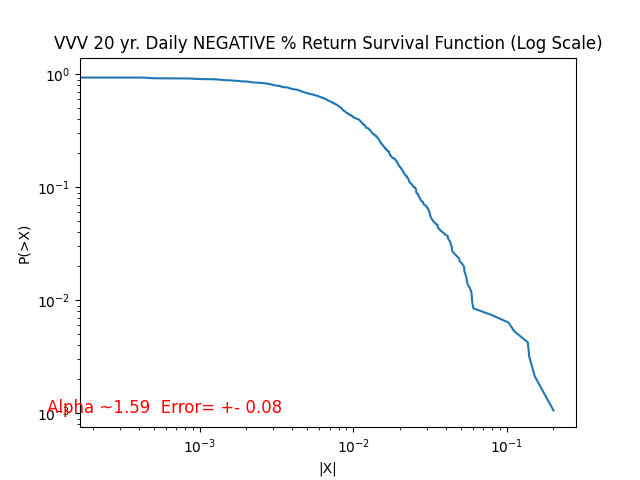 VVV 20 yr. Daily NEGATIVE % Return Survival Function (Log Scale)
10⁰
10⁻¹
P(>X)
10⁻²
Alpha ~1.59 Error= +- 0.08
10⁻³ 10⁻² 10⁻¹
|X|